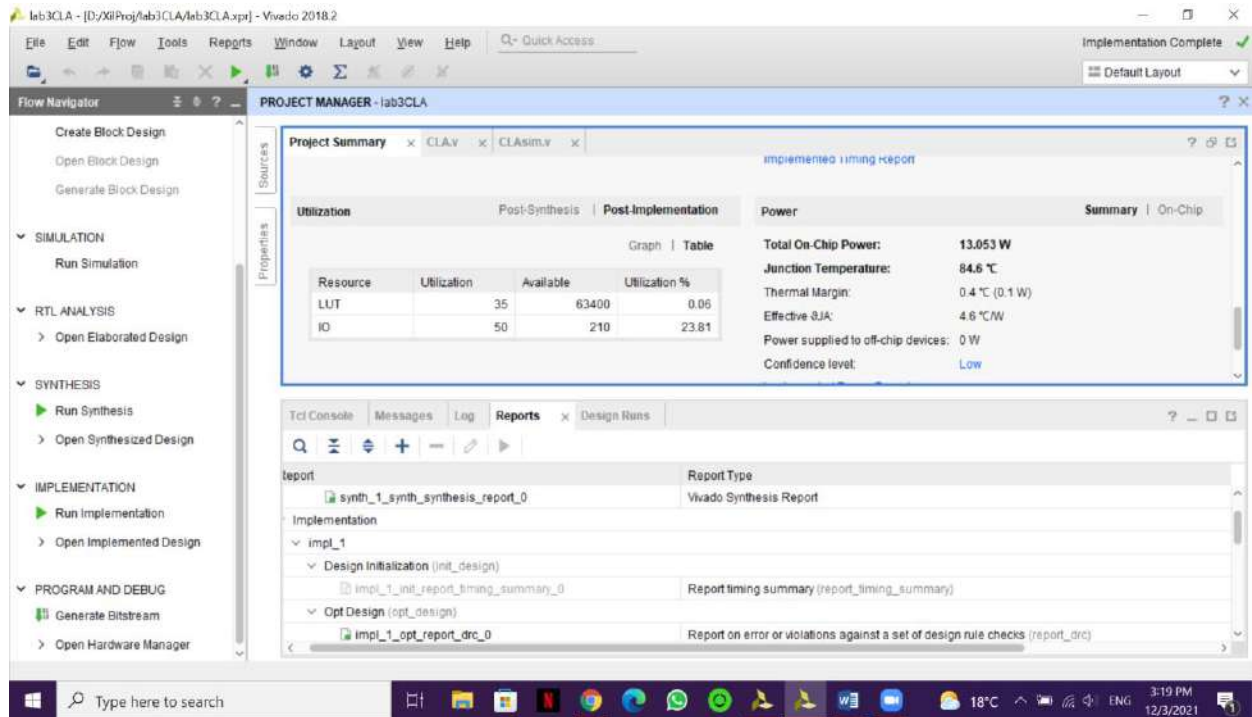 lab3CLA - [D:/XilProj/lab3CLA/lab3CLA.xpr] - Vivado 2018.2
File Edit Flow Tools Reports Window Layout View Help Quick Access Implementation Complete
Default Layout
Flow Navigator
PROJECT MANAGER - lab3CLA
Create Block Design
Open Block Design
Generate Block Design
SIMULATION
Run Simulation
RTL ANALYSIS
Open Elaborated Design
SYNTHESIS
Run Synthesis
Open Synthesized Design
IMPLEMENTATION
Run Implementation
Open Implemented Design
PROGRAM AND DEBUG
Generate Bitstream
Open Hardware Manager
Sources
Properties
Project Summary CLA.v CLAsim.v
Implemented Timing Report
Utilization Post-Synthesis | Post-Implementation
Graph | Table
Resource Utilization Available Utilization %
LUT 35 63400 0.06
IO 50 210 23.81
Power Summary | On-Chip
Total On-Chip Power: 13.053 W
Junction Temperature: 84.6 °C
Thermal Margin: 0.4 °C (0.1 W)
Effective ϑJA: 4.6 °C/W
Power supplied to off-chip devices: 0 W
Confidence level: Low
Tcl Console Messages Log Reports Design Runs
Report Report Type
synth_1_synth_synthesis_report_0 Vivado Synthesis Report
Implementation
impl_1
Design Initialization (init_design)
impl_1_init_report_timing_summary_0 Report timing summary (report_timing_summary)
Opt Design (opt_design)
impl_1_opt_report_drc_0 Report on error or violations against a set of design rule checks (report_drc)
Type here to search
18°C ENG 3:19 PM
12/3/2021